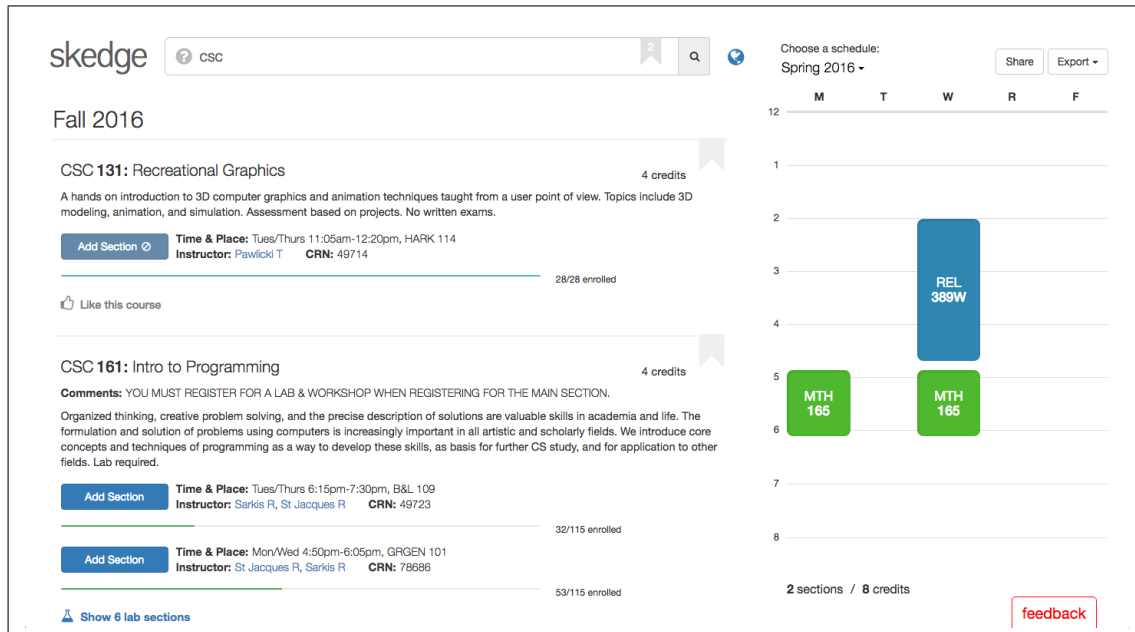 skedge
?
CSC
2
Fall 2016
CSC 131: Recreational Graphics
4 credits
A hands on introduction to 3D computer graphics and animation techniques taught from a user point of view. Topics include 3D
modeling, animation, and simulation. Assessment based on projects. No written exams.
Add Section
Time & Place: Tues/Thurs 11:05am-12:20pm, HARK 114
Instructor: Pawlicki T CRN: 49714
28/28 enrolled
Like this course
CSC 161: Intro to Programming
4 credits
Comments: YOU MUST REGISTER FOR A LAB & WORKSHOP WHEN REGISTERING FOR THE MAIN SECTION.
Organized thinking, creative problem solving, and the precise description of solutions are valuable skills in academia and life. The
formulation and solution of problems using computers is increasingly important in all artistic and scholarly fields. We introduce core
concepts and techniques of programming as a way to develop these skills, as basis for further CS study, and for application to other
fields. Lab required.
Add Section
Time & Place: Tues/Thurs 6:15pm-7:30pm, B&L 109
Instructor: Sarkis R, St Jacques R CRN: 49723
32/115 enrolled
Add Section
Time & Place: Mon/Wed 4:50pm-6:05pm, GRGEN 101
Instructor: St Jacques R, Sarkis R CRN: 78686
53/115 enrolled
Show 6 lab sections
Choose a schedule:
Spring 2016
Share
Export
M T W R F
12
1
2
3
REL
389W
4
5
MTH
165
MTH
165
6
7
8
2 sections / 8 credits
feedback